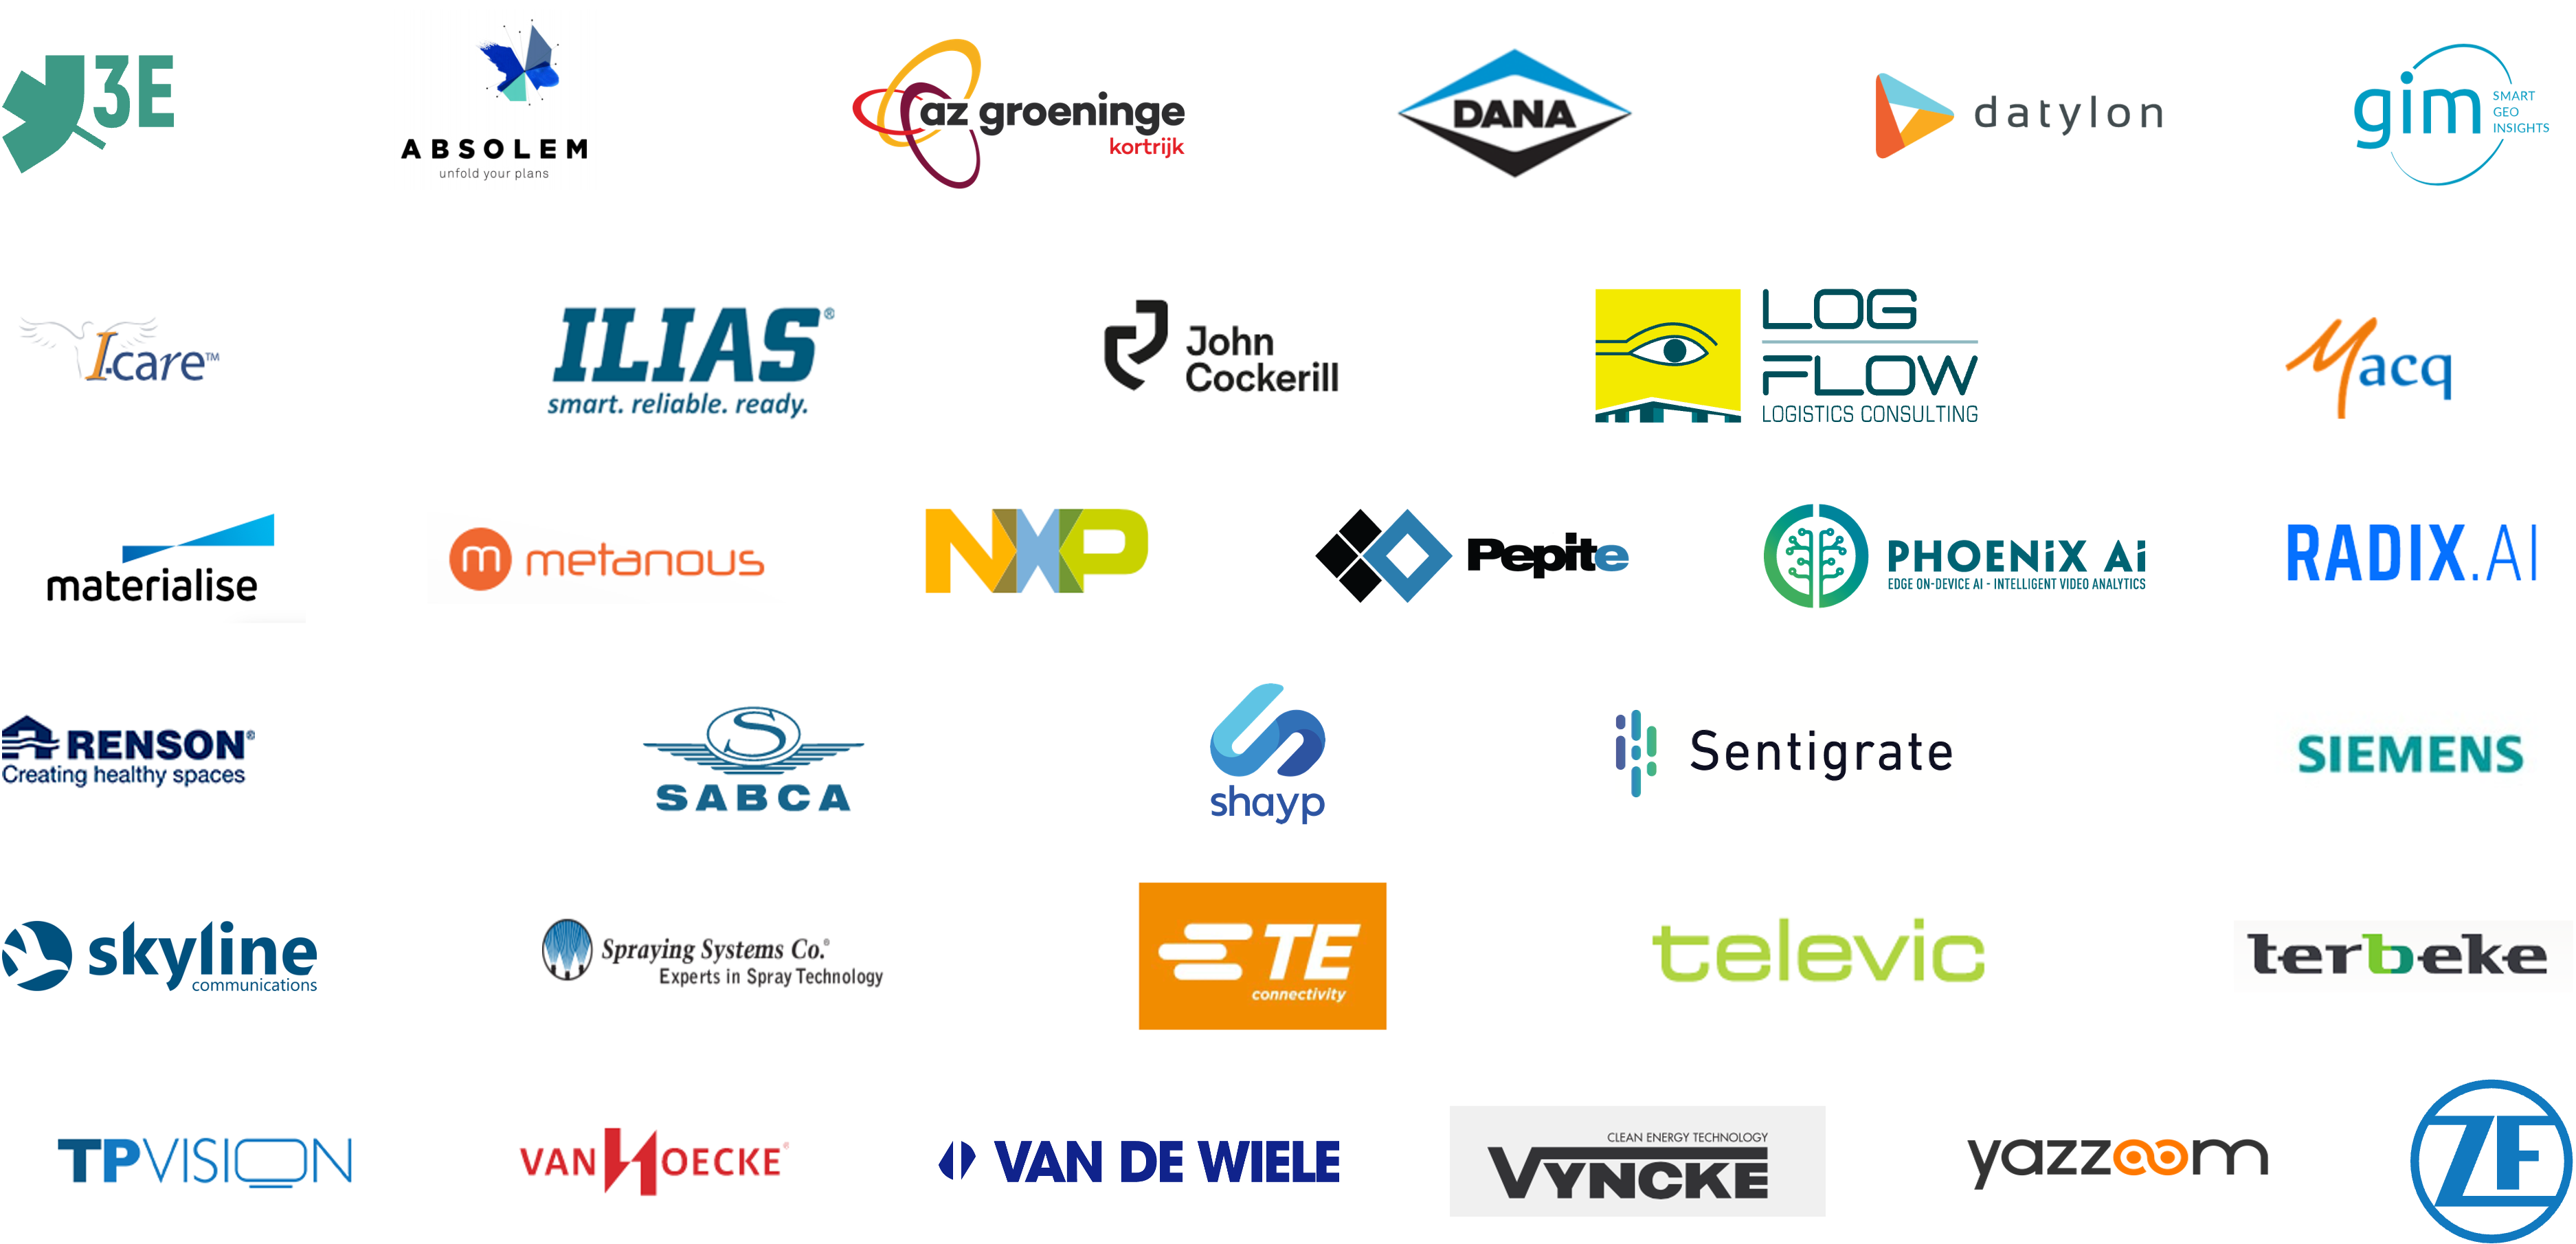 3E
ABSOLEM
unfold your plans
az groeninge
kortrijk
DANA
datylon
gim
SMART
GEO
INSIGHTS
I-care™
ILIAS®
smart. reliable. ready.
John
Cockerill
LOG
FLOW
LOGISTICS CONSULTING
Macq
materialise
m metanous
NXP
Pepite
PHOENiX Ai
EDGE ON-DEVICE AI - INTELLIGENT VIDEO ANALYTICS
RADIX.AI
RENSON®
Creating healthy spaces
S
SABCA
shayp
Sentigrate
SIEMENS
skyline
communications
Spraying Systems Co.®
Experts in Spray Technology
TE
connectivity
televic
terbeke
TPVISION
VANHOECKE®
VAN DE WIELE
CLEAN ENERGY TECHNOLOGY
VYNCKE
yazzoom
ZF